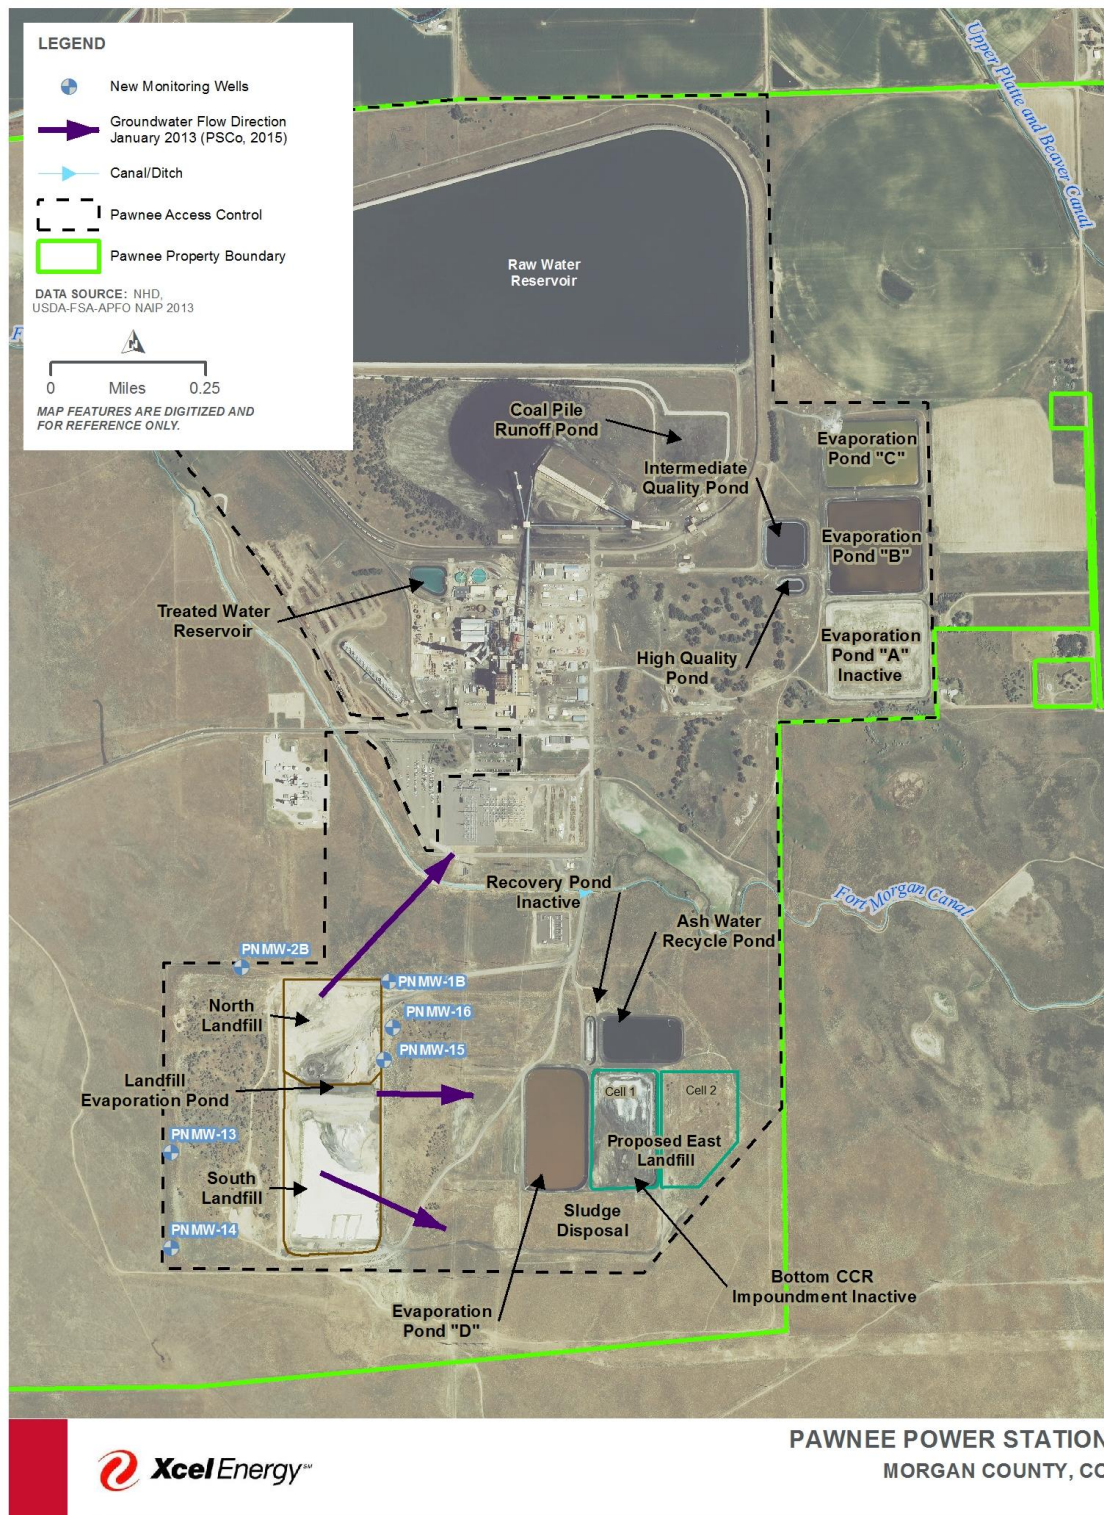 LEGEND
New Monitoring Wells
Groundwater Flow Direction
January 2013 (PSCo, 2015)
Canal/Ditch
Pawnee Access Control
Pawnee Property Boundary
DATA SOURCE: NHD,
USDA-FSA-APFO NAIP 2013
N
0 Miles 0.25
MAP FEATURES ARE DIGITIZED AND
FOR REFERENCE ONLY.
F
Upper Platte and Beaver Canal
Raw Water
Reservoir
Coal Pile
Runoff Pond
Intermediate
Quality Pond
Evaporation
Pond "C"
Evaporation
Pond "B"
Evaporation
Pond "A"
Inactive
Treated Water
Reservoir
High Quality
Pond
Recovery Pond
Inactive
Ash Water
Recycle Pond
Fort Morgan Canal
PNMW-2B
PNMW-1B
PNMW-16
PNMW-15
North
Landfill
Landfill
Evaporation Pond
PNMW-13
South
Landfill
PNMW-14
Cell 1
Cell 2
Proposed East
Landfill
Sludge
Disposal
Bottom CCR
Impoundment Inactive
Evaporation
Pond "D"
Xcel Energy SM
PAWNEE POWER STATION
MORGAN COUNTY, CO